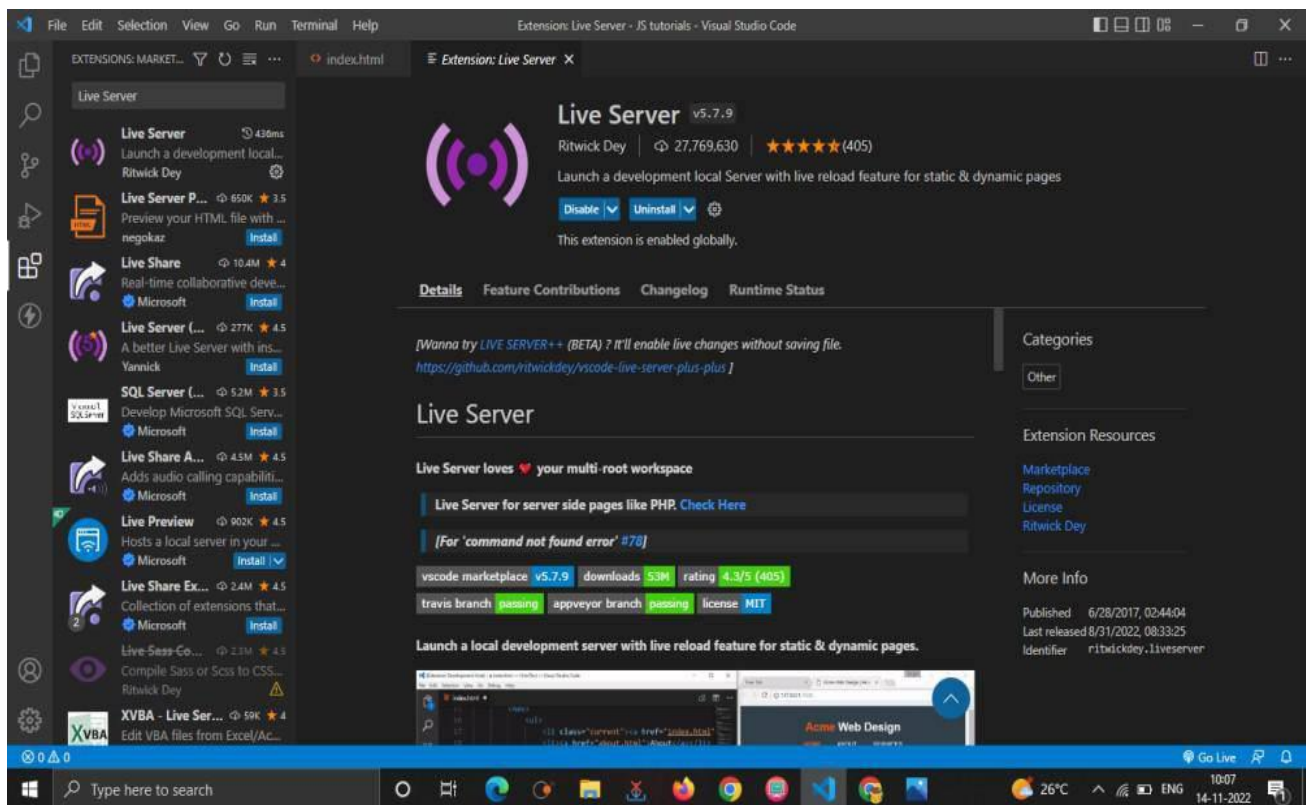 File Edit Selection View Go Run Terminal Help
Extension: Live Server - JS tutorials - Visual Studio Code
EXTENSIONS: MARKET...
index.html
Extension: Live Server
Live Server
Live Server 436ms
Launch a development local...
Ritwick Dey
Live Server P... 650K ★ 3.5
Preview your HTML file with ...
negokaz Install
Live Share 10.4M ★ 4
Real-time collaborative deve...
Microsoft Install
Live Server (... 277K ★ 4.5
A better Live Server with ins...
Yannick Install
SQL Server (... 5.2M ★ 3.5
Develop Microsoft SQL Serv...
Microsoft Install
Live Share A... 4.5M ★ 4.5
Adds audio calling capabiliti...
Microsoft Install
Live Preview 902K ★ 4.5
Hosts a local server in your ...
Microsoft Install
Live Share Ex... 2.4M ★ 4.5
Collection of extensions that...
2 Microsoft Install
Live Sass Co... 2.1M ★ 4.5
Compile Sass or Scss to CSS...
Ritwick Dey
XVBA
XVBA - Live Ser... 59K ★ 4
Edit VBA files from Excel/Ac...
Live Server v5.7.9
Ritwick Dey 27,769,630 ★★★★★(405)
Launch a development local Server with live reload feature for static & dynamic pages
Disable Uninstall
This extension is enabled globally.
Details Feature Contributions Changelog Runtime Status
[Wanna try LIVE SERVER++ (BETA) ? It'll enable live changes without saving file.
https://github.com/ritwickdey/vscode-live-server-plus-plus ]
Live Server
Live Server loves ❤ your multi-root workspace
Live Server for server side pages like PHP. Check Here
[For 'command not found error' #78]
vscode marketplace v5.7.9 downloads 53M rating 4.3/5 (405)
travis branch passing appveyor branch passing license MIT
Launch a local development server with live reload feature for static & dynamic pages.
Acme Web Design
Categories
Other
Extension Resources
Marketplace
Repository
License
Ritwick Dey
More Info
Published 6/28/2017, 02:44:04
Last released 8/31/2022, 08:33:25
Identifier ritwickdey.liveserver
0 0 Go Live
Type here to search
26°C ENG
10:07
14-11-2022